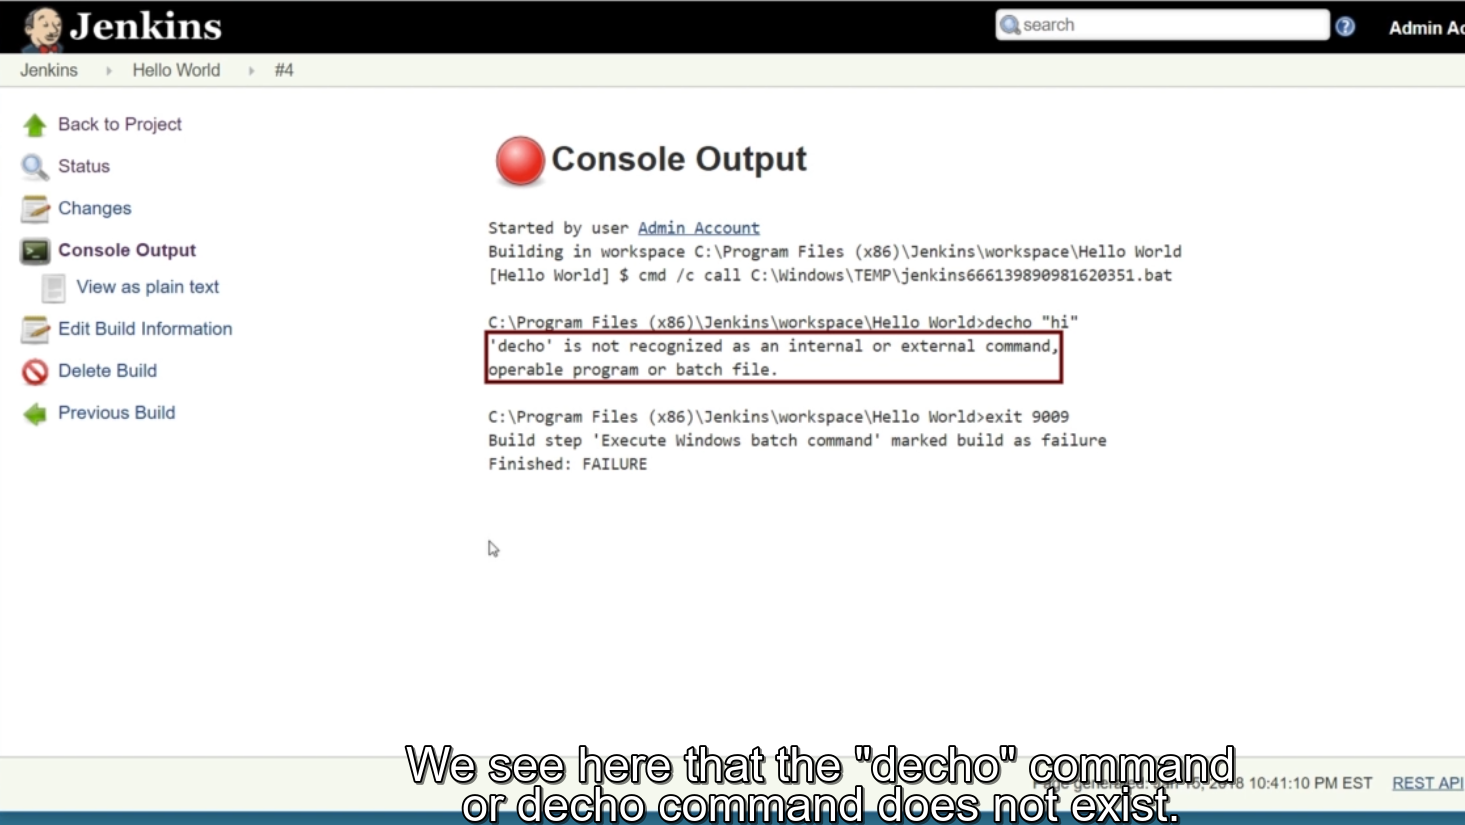 Jenkins
search
Admin Ac
Jenkins Hello World #4
Back to Project
Status
Changes
Console Output
View as plain text
Edit Build Information
Delete Build
Previous Build
Console Output
Started by user Admin Account
Building in workspace C:\Program Files (x86)\Jenkins\workspace\Hello World
[Hello World] $ cmd /c call C:\Windows\TEMP\jenkins666139890981620351.bat
C:\Program Files (x86)\Jenkins\workspace\Hello World>decho "hi"
'decho' is not recognized as an internal or external command,
operable program or batch file.
C:\Program Files (x86)\Jenkins\workspace\Hello World>exit 9009
Build step 'Execute Windows batch command' marked build as failure
Finished: FAILURE
Page generated: 10:41:10 PM EST REST API
We see here that the "decho" command
or decho command does not exist.